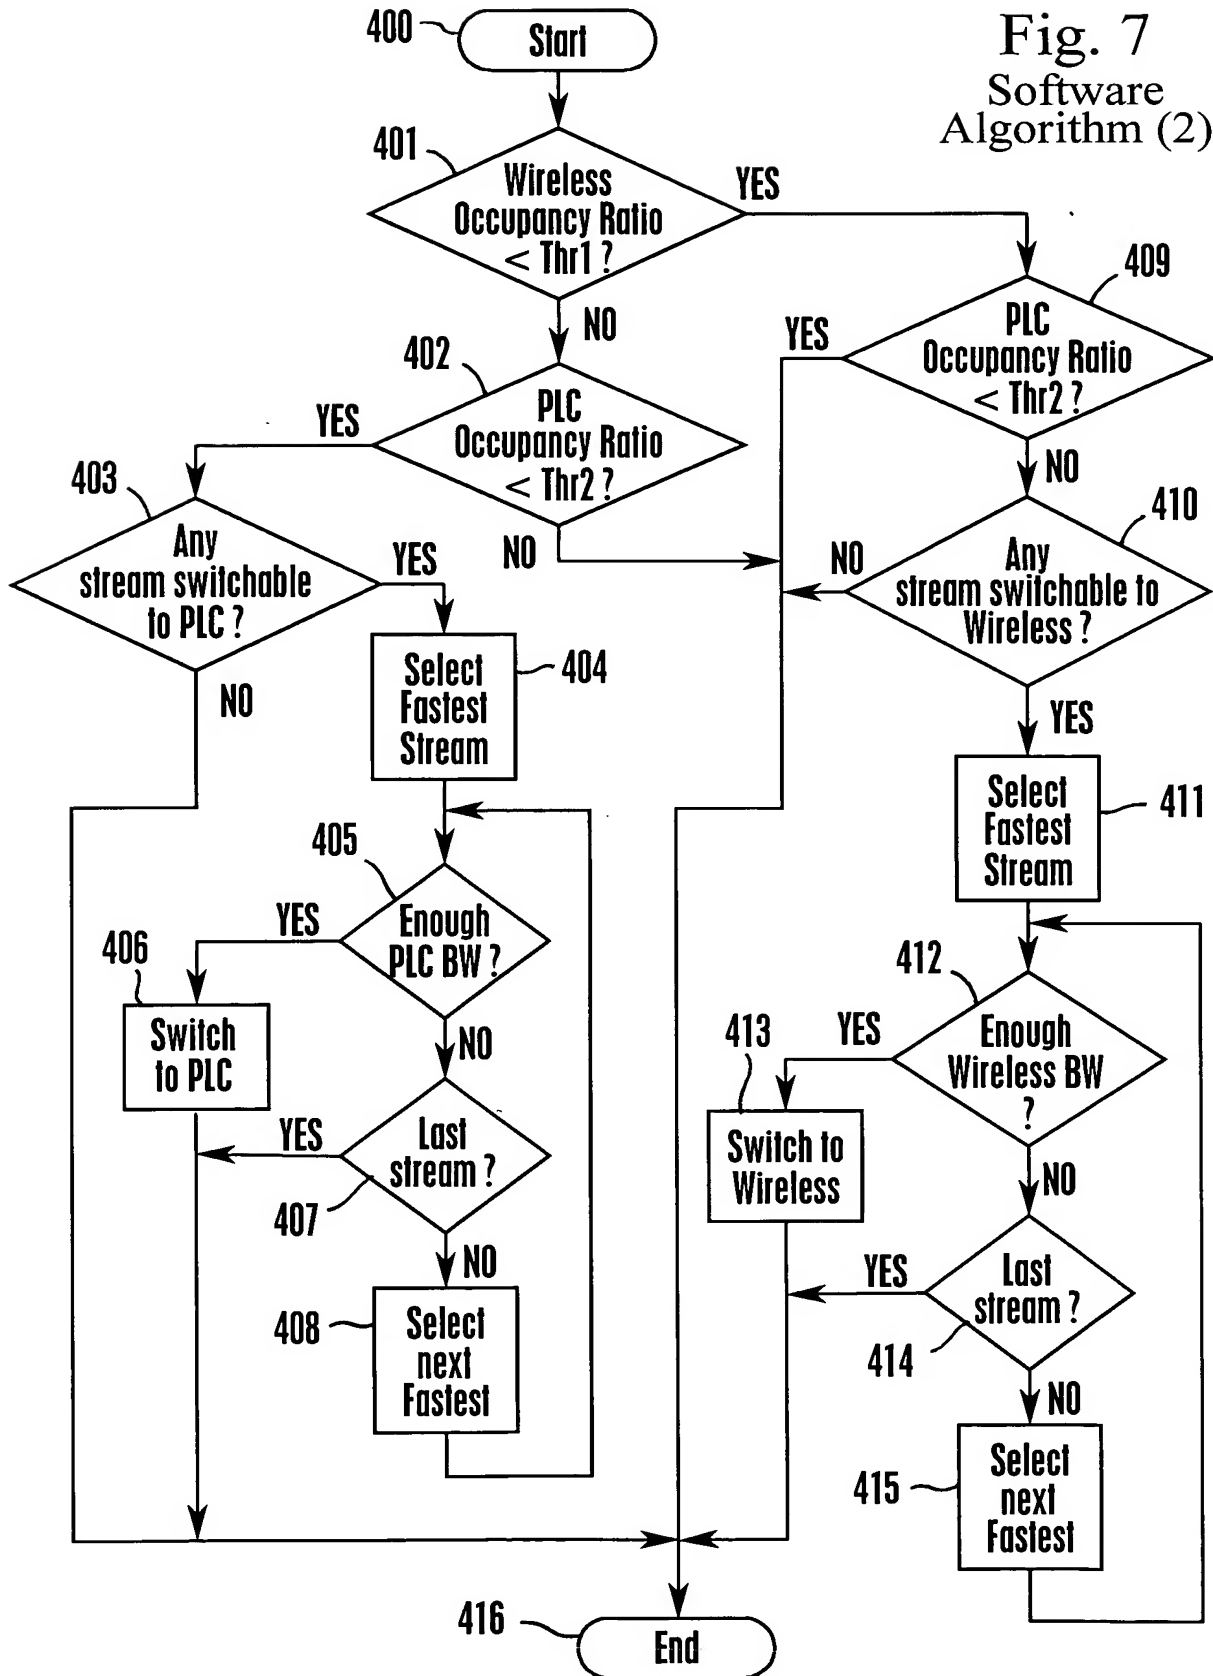 400
Start
Fig. 7
Software
Algorithm (2)
401
Wireless
Occupancy Ratio
< Thr1 ?
YES
NO
409
PLC
Occupancy Ratio
< Thr2 ?
YES
NO
402
PLC
Occupancy Ratio
< Thr2 ?
YES
NO
403
Any
stream switchable
to PLC ?
YES
NO
410
Any
stream switchable to
Wireless ?
NO
YES
404
Select
Fastest
Stream
411
Select
Fastest
Stream
405
Enough
PLC BW ?
YES
NO
406
Switch
to PLC
412
Enough
Wireless BW
?
YES
NO
413
Switch to
Wireless
407
Last
stream ?
YES
NO
414
Last
stream ?
YES
NO
408
Select
next
Fastest
415
Select
next
Fastest
416
End